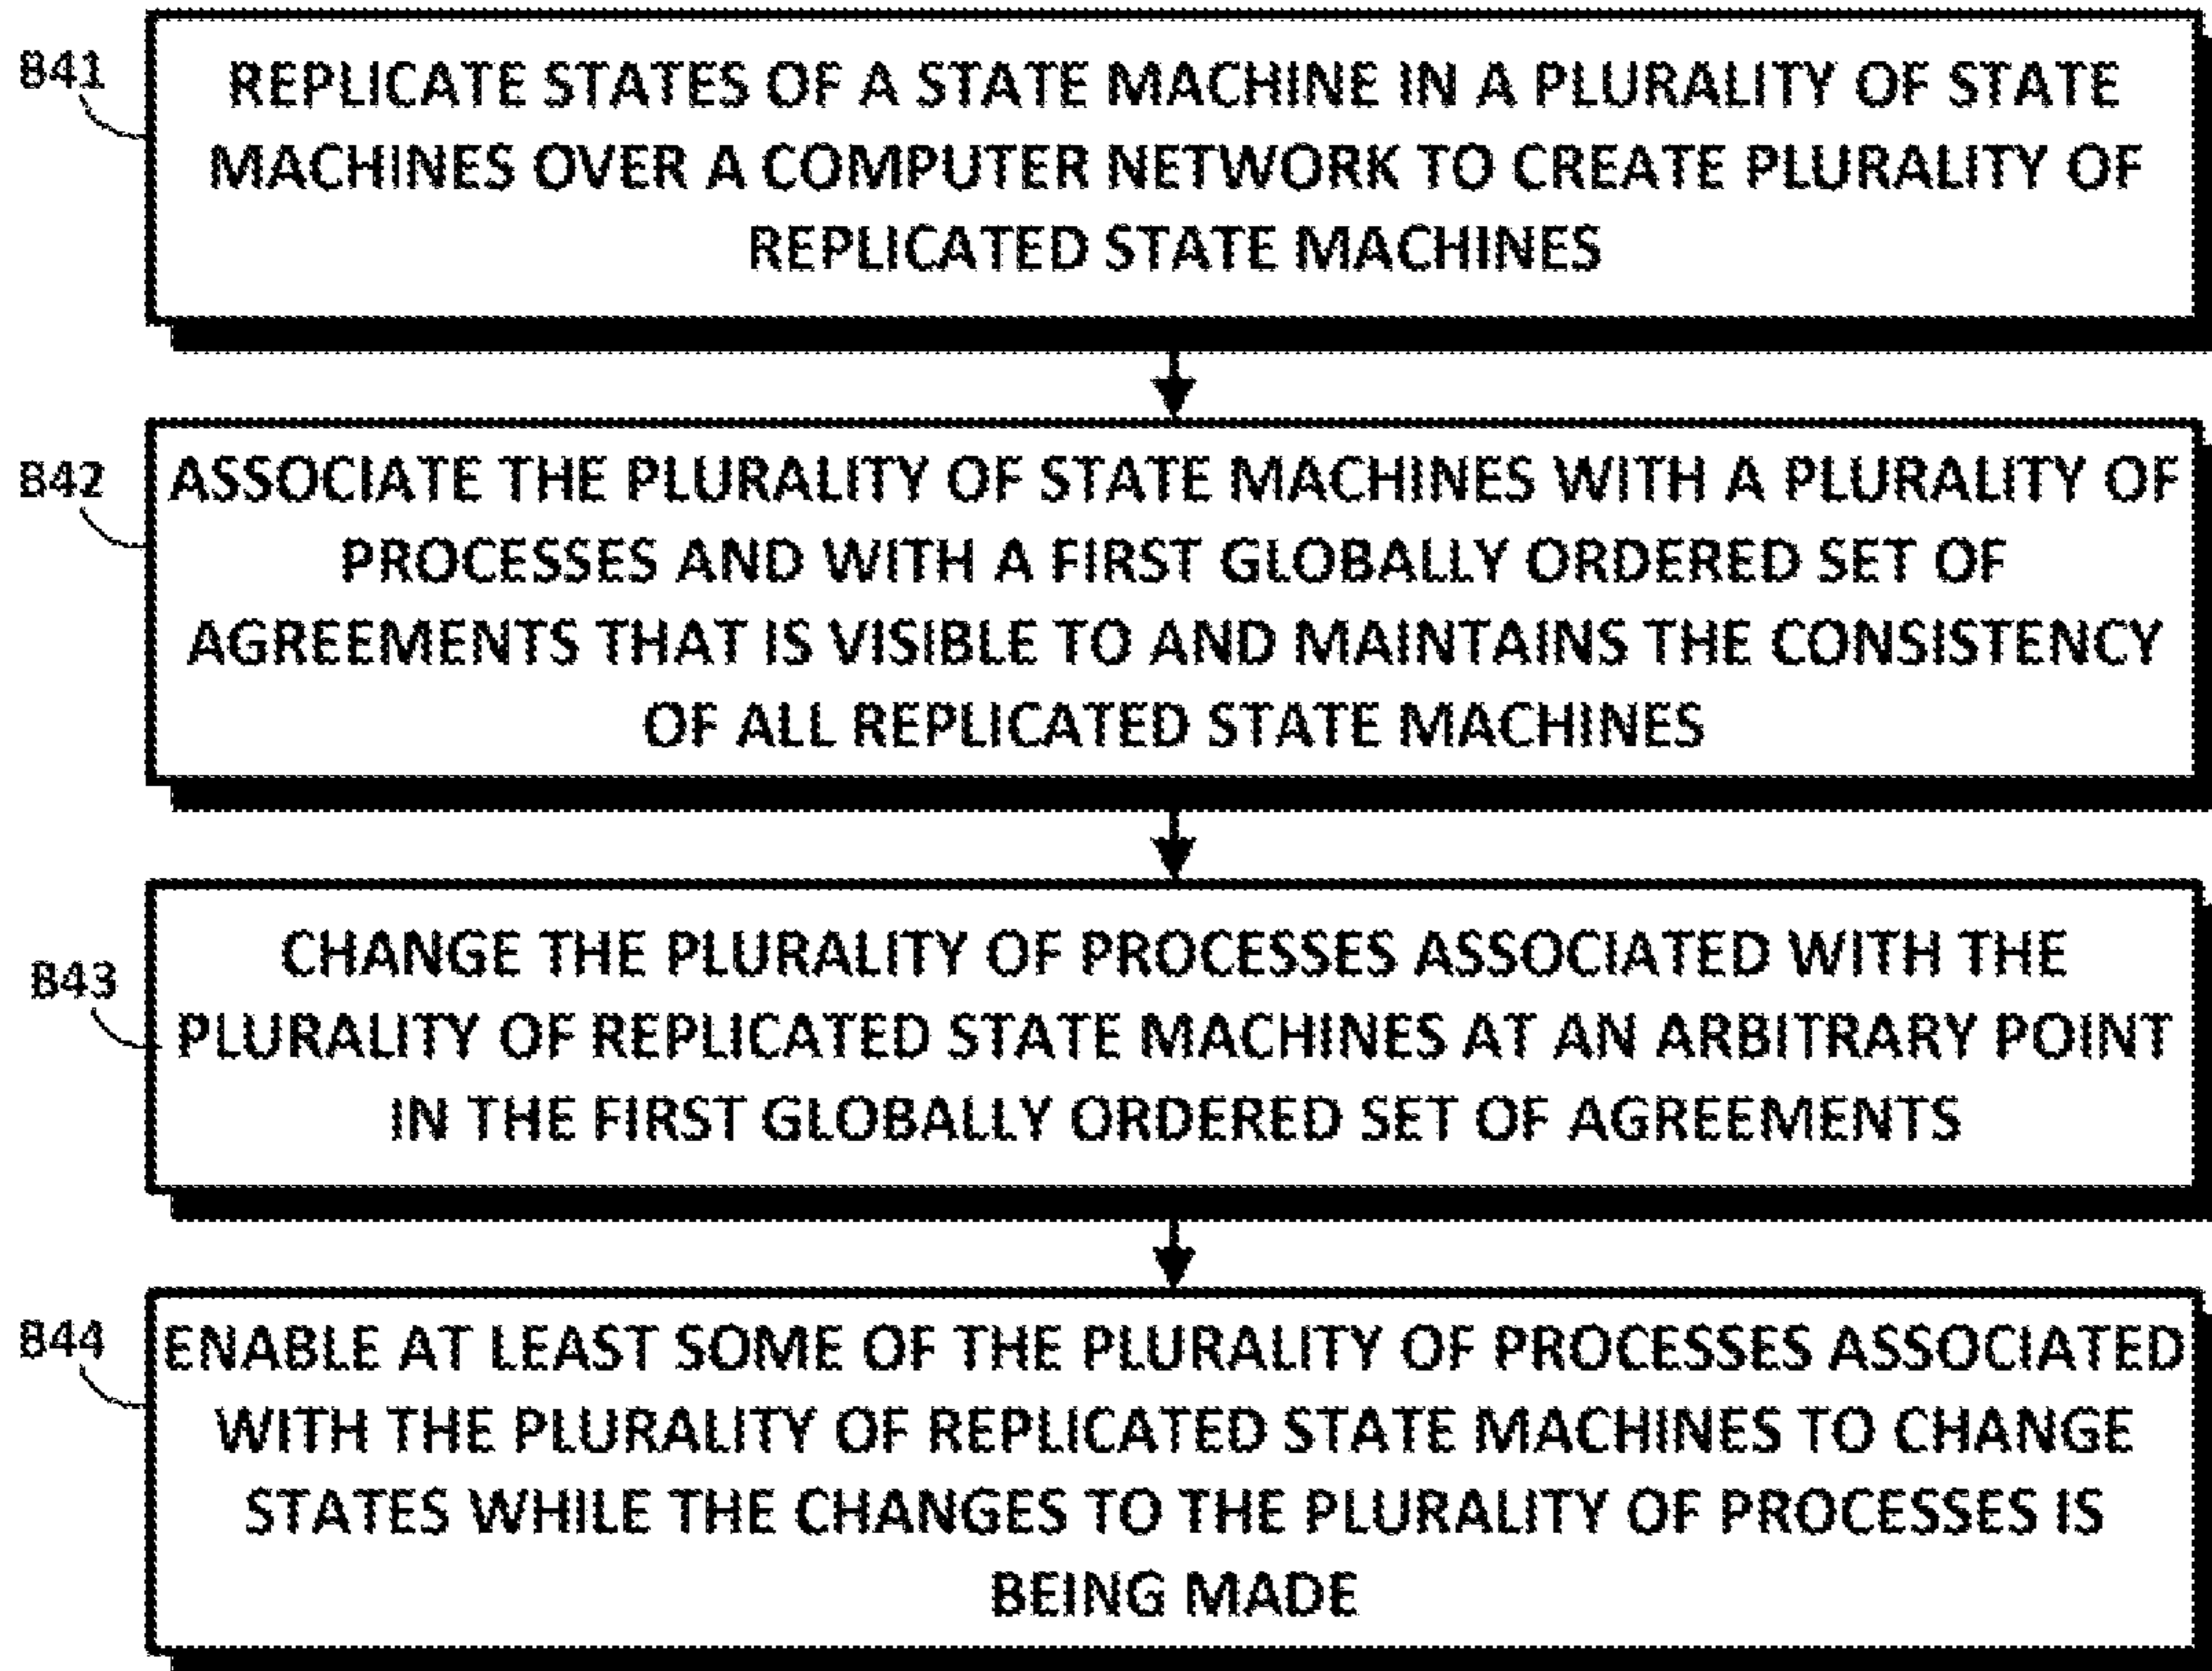 B41
REPLICATE STATES OF A STATE MACHINE IN A PLURALITY OF STATE
MACHINES OVER A COMPUTER NETWORK TO CREATE PLURALITY OF
REPLICATED STATE MACHINES
B42
ASSOCIATE THE PLURALITY OF STATE MACHINES WITH A PLURALITY OF
PROCESSES AND WITH A FIRST GLOBALLY ORDERED SET OF
AGREEMENTS THAT IS VISIBLE TO AND MAINTAINS THE CONSISTENCY
OF ALL REPLICATED STATE MACHINES
B43
CHANGE THE PLURALITY OF PROCESSES ASSOCIATED WITH THE
PLURALITY OF REPLICATED STATE MACHINES AT AN ARBITRARY POINT
IN THE FIRST GLOBALLY ORDERED SET OF AGREEMENTS
B44
ENABLE AT LEAST SOME OF THE PLURALITY OF PROCESSES ASSOCIATED
WITH THE PLURALITY OF REPLICATED STATE MACHINES TO CHANGE
STATES WHILE THE CHANGES TO THE PLURALITY OF PROCESSES IS
BEING MADE